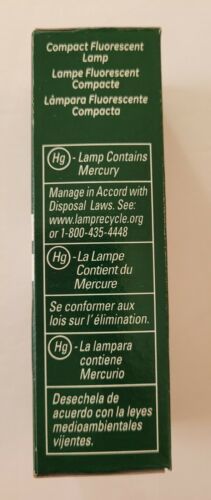 Compact Fluorescent
Lamp
Lampe Fluorescent
Compacte
Lámpara Fluorescente
Compacta
Hg - Lamp Contains
Mercury
Manage in Accord with
Disposal Laws. See:
www.lamprecycle.org
or 1-800-435-4448
Hg - La Lampe
Contient du
Mercure
Se conformer aux
lois sur l'élimination.
Hg - La lampara
contiene
Mercurio
Desechela de
acuerdo con la leyes
medioambientales
vijentes.